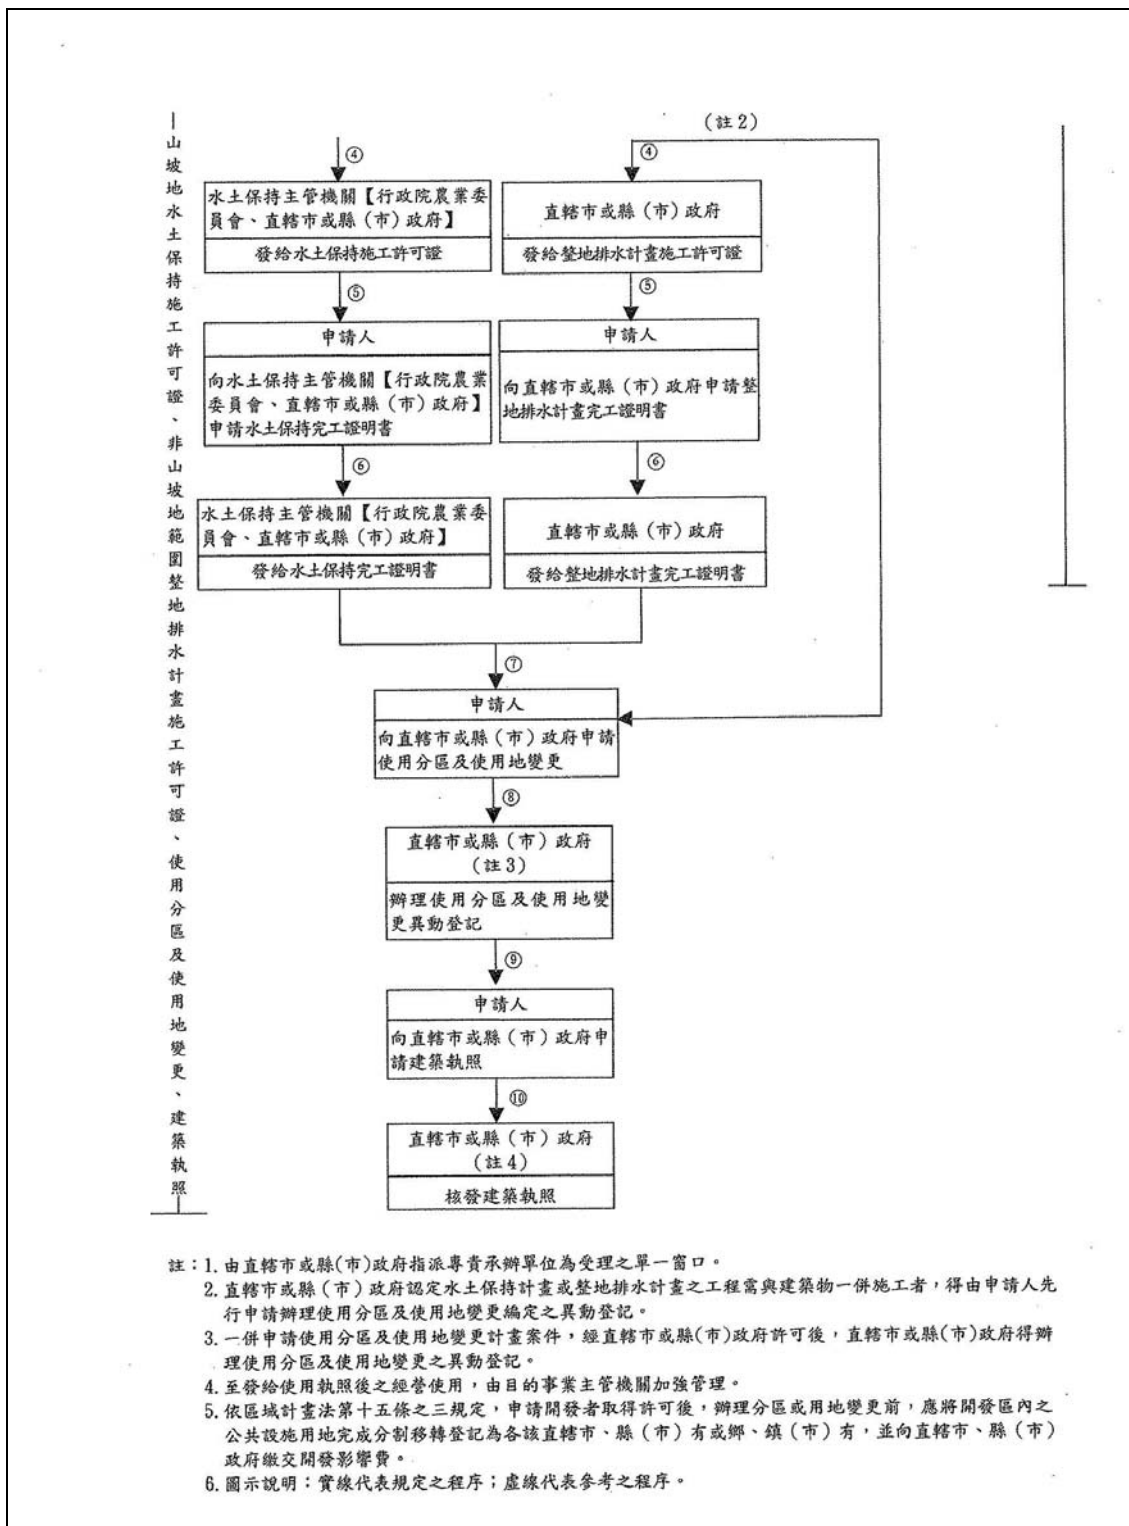 山坡地水土保持施工許可證、非山坡地範圍整地排水計畫施工許可證、使用分區及使用地變更、建築執照
(註2)
④
④
水土保持主管機關【行政院農業委
員會、直轄市或縣(市)政府】
發給水土保持施工許可證
直轄市或縣(市)政府
發給整地排水計畫施工許可證
⑤
⑤
申請人
向水土保持主管機關【行政院農業
委員會、直轄市或縣(市)政府】
申請水土保持完工證明書
申請人
向直轄市或縣(市)政府申請整
地排水計畫完工證明書
⑥
⑥
水土保持主管機關【行政院農業委
員會、直轄市或縣(市)政府】
發給水土保持完工證明書
直轄市或縣(市)政府
發給整地排水計畫完工證明書
⑦
申請人
向直轄市或縣(市)政府申請
使用分區及使用地變更
⑧
直轄市或縣(市)政府
(註3)
辦理使用分區及使用地變
更異動登記
⑨
申請人
向直轄市或縣(市)政府申
請建築執照
⑩
直轄市或縣(市)政府
(註4)
核發建築執照
註:1.由直轄市或縣(市)政府指派專責承辦單位為受理之單一窗口。
2.直轄市或縣(市)政府認定水土保持計畫或整地排水計畫之工程需與建築物一併施工者,得由申請人先
行申請辦理使用分區及使用地變更編定之異動登記。
3.一併申請使用分區及使用地變更計畫案件,經直轄市或縣(市)政府許可後,直轄市或縣(市)政府得辦
理使用分區及使用地變更之異動登記。
4.至發給使用執照後之經營使用,由目的事業主管機關加強管理。
5.依區域計畫法第十五條之三規定,申請開發者取得許可後,辦理分區或用地變更前,應將開發區內之
公共設施用地完成分割移轉登記為各該直轄市、縣(市)有或鄉、鎮(市)有,並向直轄市、縣(市)
政府繳交開發影響費。
6.圖示說明:實線代表規定之程序;虛線代表參考之程序。